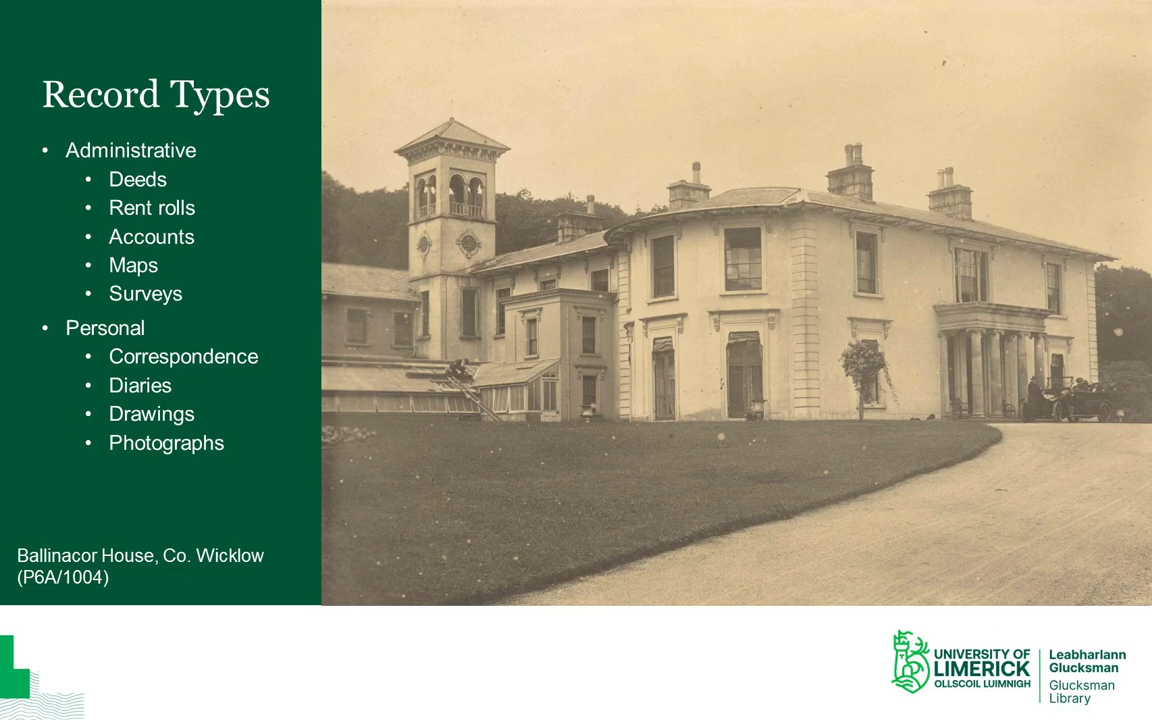 Record Types
• Administrative
• Deeds
• Rent rolls
• Accounts
• Maps
• Surveys
• Personal
• Correspondence
• Diaries
• Drawings
• Photographs
Ballinacor House, Co. Wicklow
(P6A/1004)
UNIVERSITY OF
LIMERICK
OLLSCOIL LUIMNIGH
Leabharlann
Glucksman
Glucksman
Library